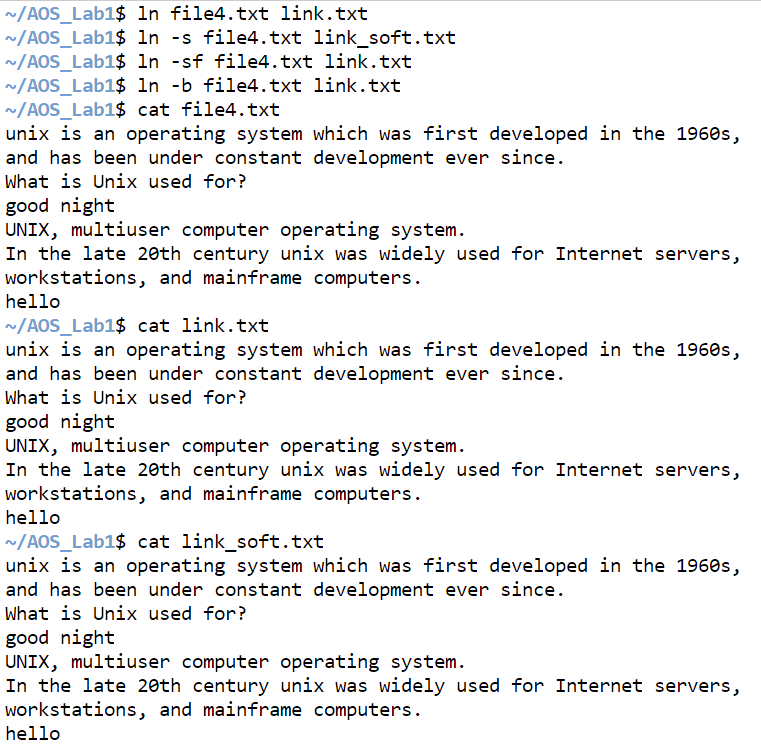 ~/AOS_Lab1$ ln file4.txt link.txt
~/AOS_Lab1$ ln -s file4.txt link_soft.txt
~/AOS_Lab1$ ln -sf file4.txt link.txt
~/AOS_Lab1$ ln -b file4.txt link.txt
~/AOS_Lab1$ cat file4.txt
unix is an operating system which was first developed in the 1960s,
and has been under constant development ever since.
What is Unix used for?
good night
UNIX, multiuser computer operating system.
In the late 20th century unix was widely used for Internet servers,
workstations, and mainframe computers.
hello
~/AOS_Lab1$ cat link.txt
unix is an operating system which was first developed in the 1960s,
and has been under constant development ever since.
What is Unix used for?
good night
UNIX, multiuser computer operating system.
In the late 20th century unix was widely used for Internet servers,
workstations, and mainframe computers.
hello
~/AOS_Lab1$ cat link_soft.txt
unix is an operating system which was first developed in the 1960s,
and has been under constant development ever since.
What is Unix used for?
good night
UNIX, multiuser computer operating system.
In the late 20th century unix was widely used for Internet servers,
workstations, and mainframe computers.
hello